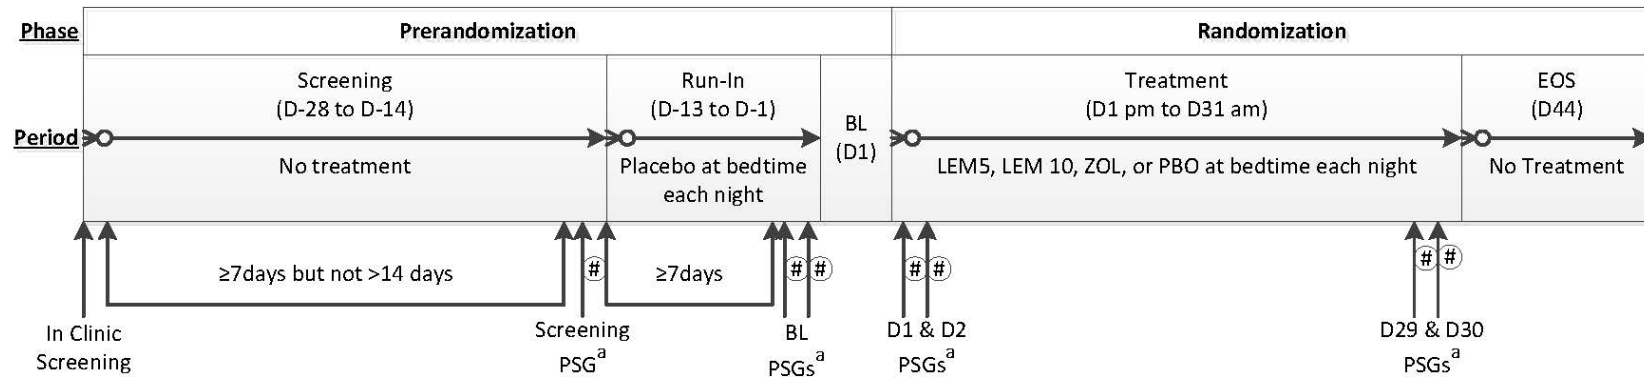 Phase
Prerandomization
Randomization
Period
Screening
(D-28 to D-14)
No treatment
Run-In
(D-13 to D-1)
Placebo at bedtime
each night
BL
(D1)
Treatment
(D1 pm to D31 am)
LEM5, LEM 10, ZOL, or PBO at bedtime each night
EOS
(D44)
No Treatment
≥7days but not >14 days
#
≥7days
# #
# #
# #
In Clinic
Screening
Screening
PSGa
BL
PSGsa
D1 & D2
PSGsa
D29 & D30
PSGsa